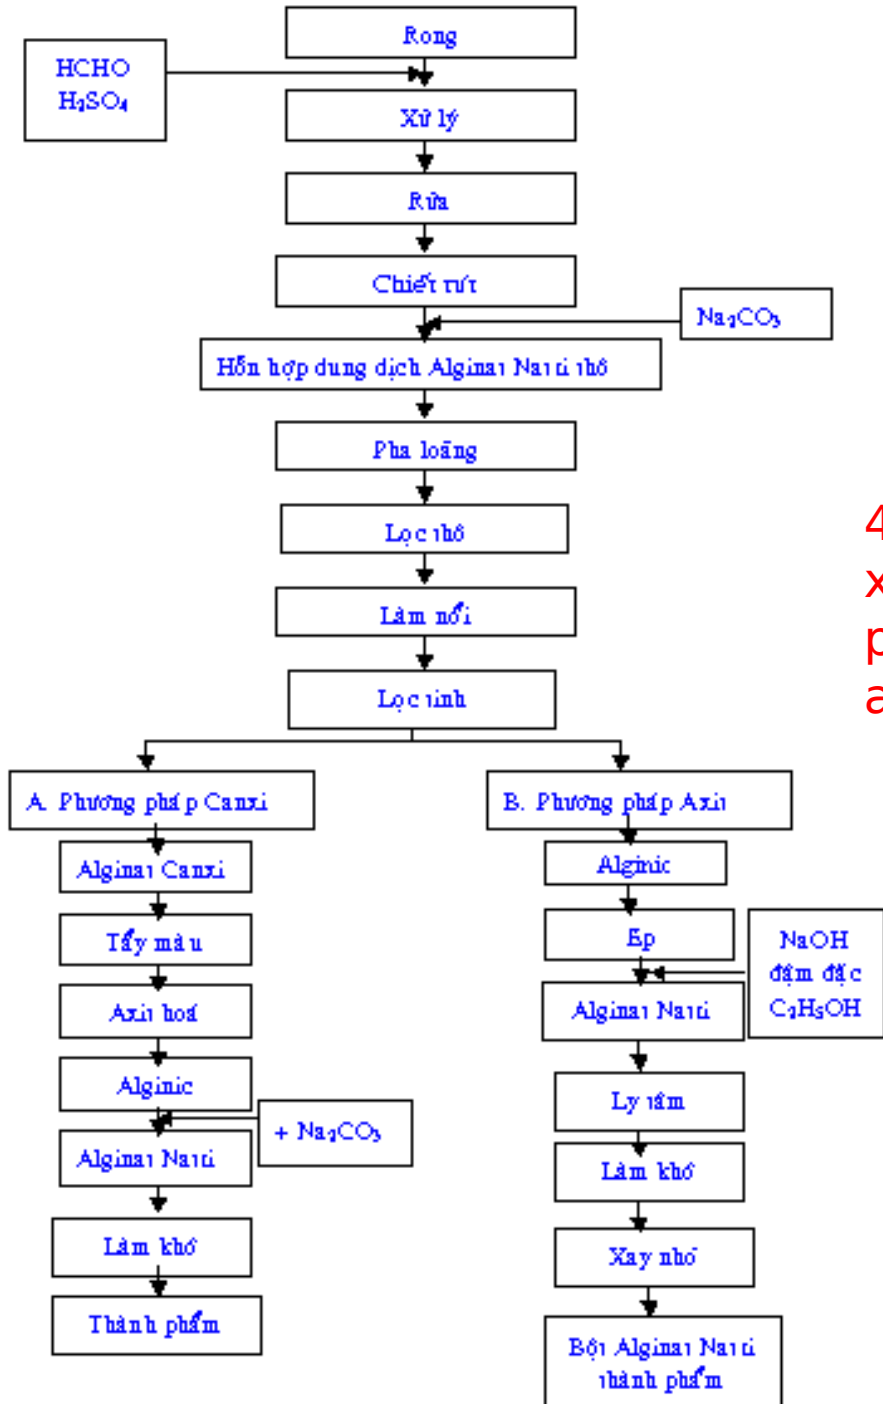 Rong
HCHO
H₂SO₄
Xử lý
Rửa
Chiết rút
Na₂CO₃
Hỗn hợp dung dịch Alginat Natri thô
Pha loãng
Lọc thô
Làm nổi
Lọc tinh
4
x
p
a
A. Phương pháp Canxi
Alginat Canxi
Tẩy màu
Axit hoá
Alginic
+ Na₂CO₃
Alginat Natri
Làm khô
Thành phẩm
B. Phương pháp Axit
Alginic
Ep
NaOH
đậm đặc
C₂H₅OH
Alginat Natri
Ly tâm
Làm khô
Xay nhỏ
Bột Alginat Natri
thành phẩm